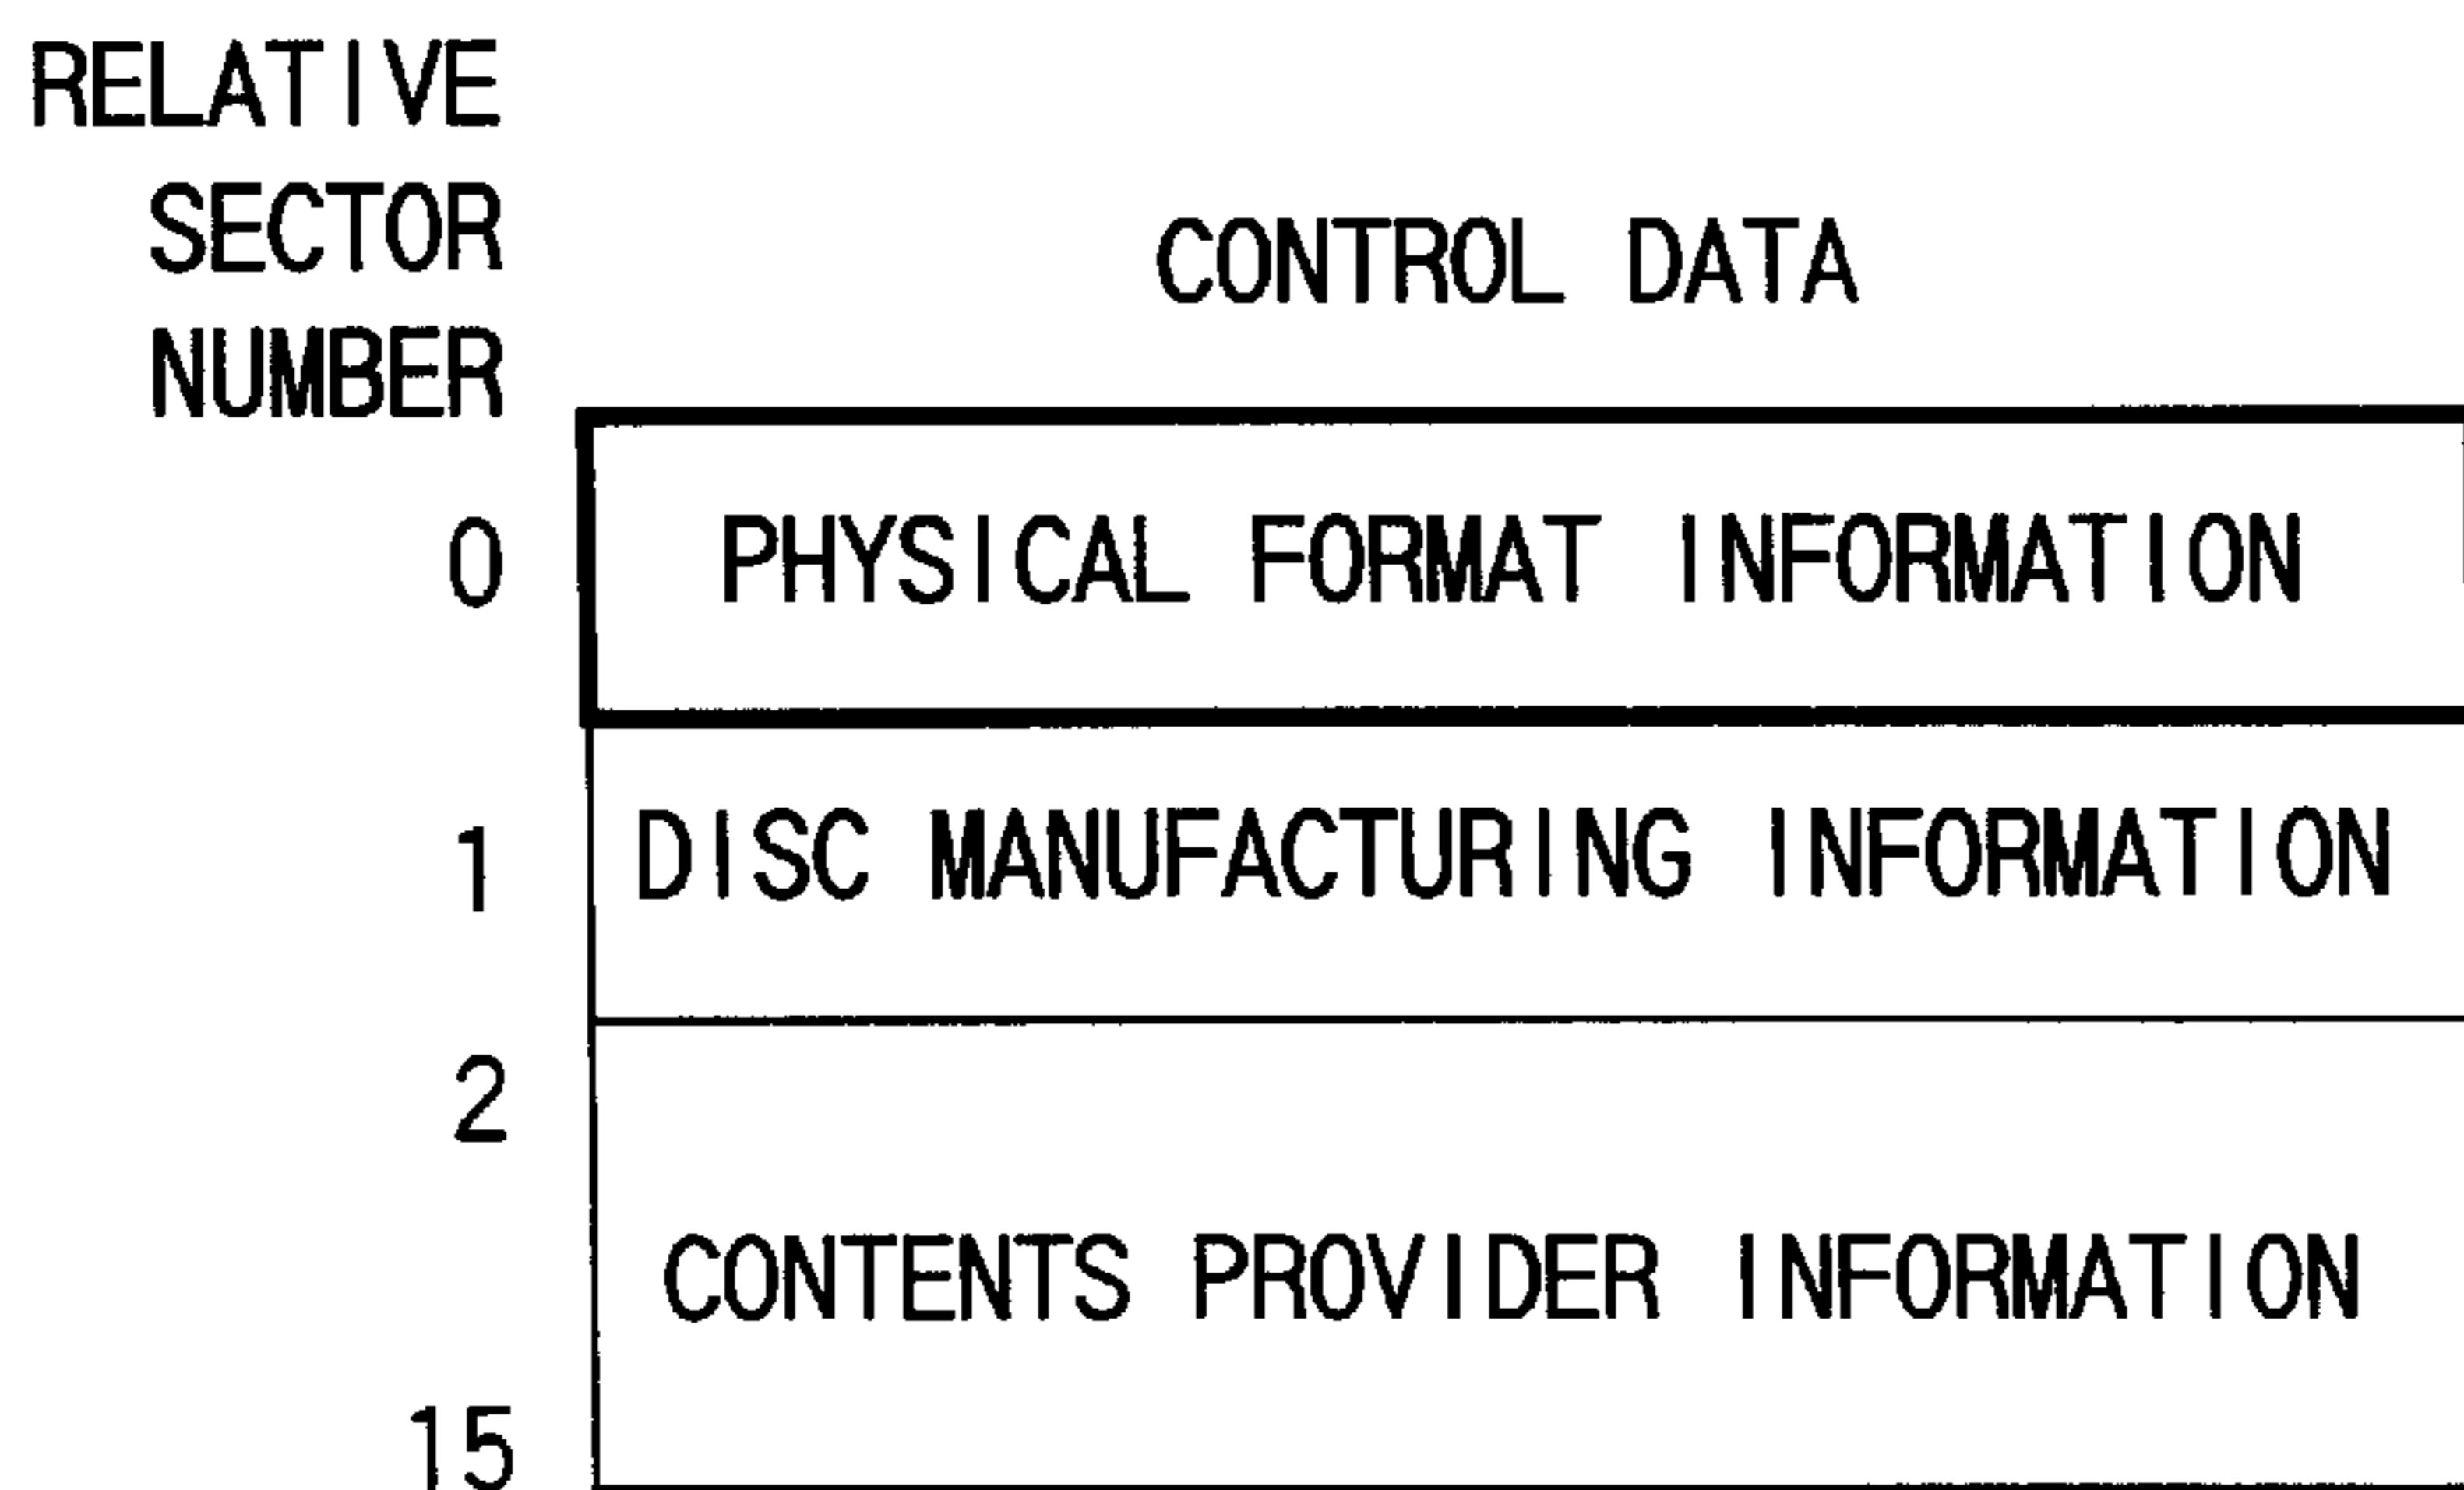 RELATIVE
SECTOR
NUMBER
CONTROL DATA
0 PHYSICAL FORMAT INFORMATION
1 DISC MANUFACTURING INFORMATION
2
CONTENTS PROVIDER INFORMATION
15